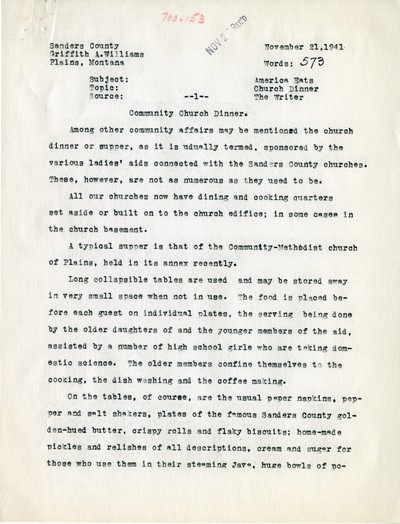 700.153
NOV 2 Recd
Sanders County November 21,1941
Griffith A.Williams
Plains, Montana Words: 573
Subject: America Eats
Topic: Church Dinner
Source: --1-- The Writer
Community Church Dinner.
Among other community affairs may be mentioned the church
dinner or supper, as it is udually termed, sponsored by the
various ladies' aids connected with the Sanders County churches.
These, however, are not as numerous as they used to be.
All our churches now have dining and cooking quarters
set aside or built on to the church edifice; in some cases in
the church basement.
A typical supper is that of the Community-Methodist church
of Plains, held in its annex recently.
Long collapsible tables are used and may be stored away
in very small space when not in use. The food is placed be-
fore each guest on individual plates, the serving being done
by the older daughters of and the younger members of the aid,
assisted by a number of high school girls who are taking dom-
estic science. The older members confine themselves to the
cooking, the dish washing and the coffee making.
On the tables, of course, are the usual paper napkins, pep-
per and salt shakers, plates of the famous Sanders County gol-
den-hued butter, crispy rolls and flaky biscuits; home-made
pickles and relishes of all descriptions, cream and sugar for
those who use them in their steaming Java, huge bowls of po-